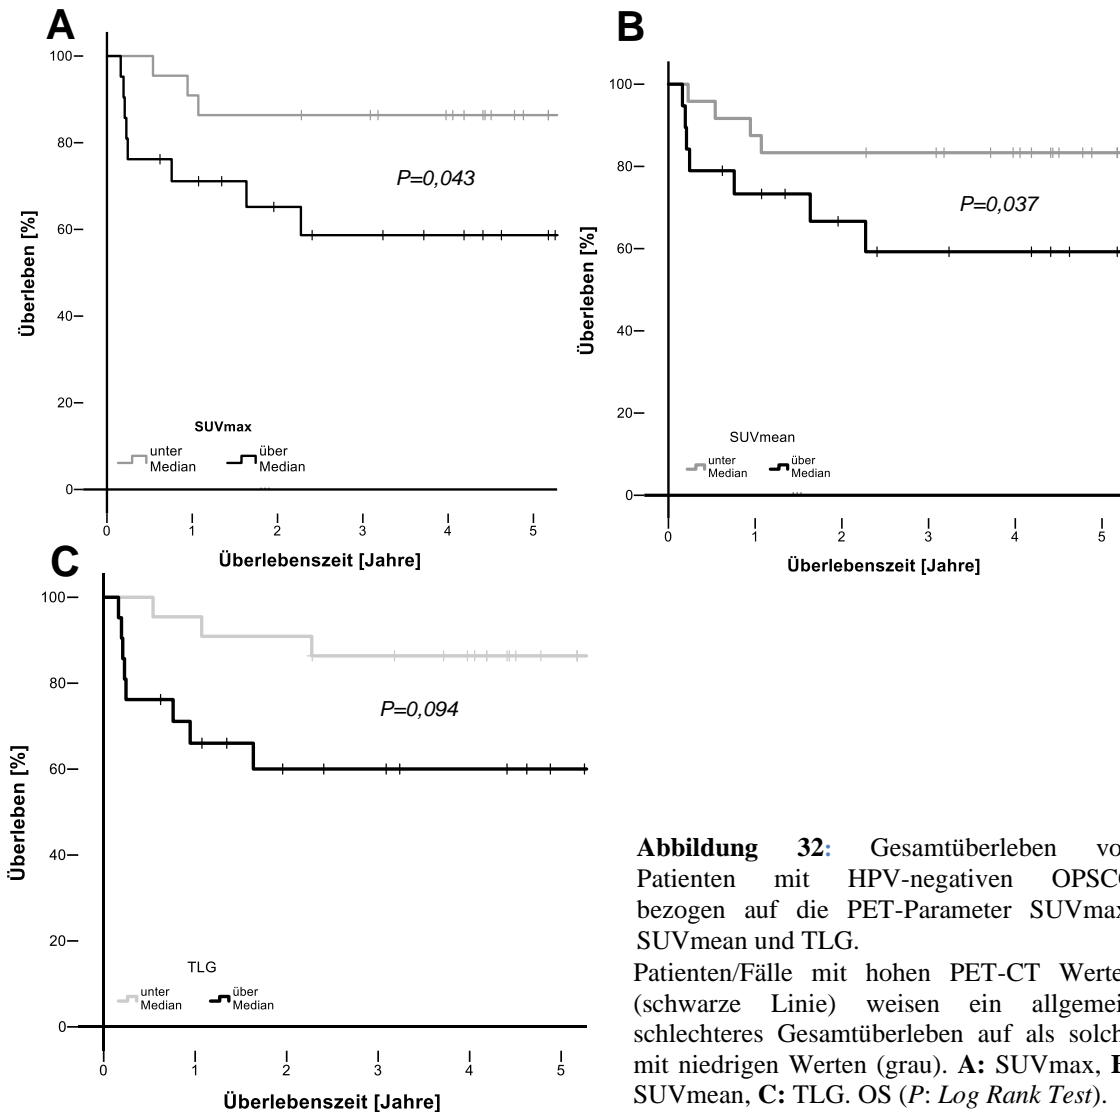 A
100
80
60
40
20
0
Überleben [%]
P=0,043
SUVmax
unter Median
über Median
0 1 2 3 4 5
Überlebenszeit [Jahre]
B
100
80
60
40
20
0
Überleben [%]
P=0,037
SUVmean
unter Median
über Median
0 1 2 3 4 5
Überlebenszeit [Jahre]
C
100
80
60
40
20
0
Überleben [%]
P=0,094
TLG
unter Median
über Median
0 1 2 3 4 5
Überlebenszeit [Jahre]
Abbildung 32: Gesamtüberleben vo
Patienten mit HPV-negativen OPSC
bezogen auf die PET-Parameter SUVmax
SUVmean und TLG.
Patienten/Fälle mit hohen PET-CT Werte
(schwarze Linie) weisen ein allgemei
schlechteres Gesamtüberleben auf als solch
mit niedrigen Werten (grau). A: SUVmax,
SUVmean, C: TLG. OS (P: Log Rank Test).